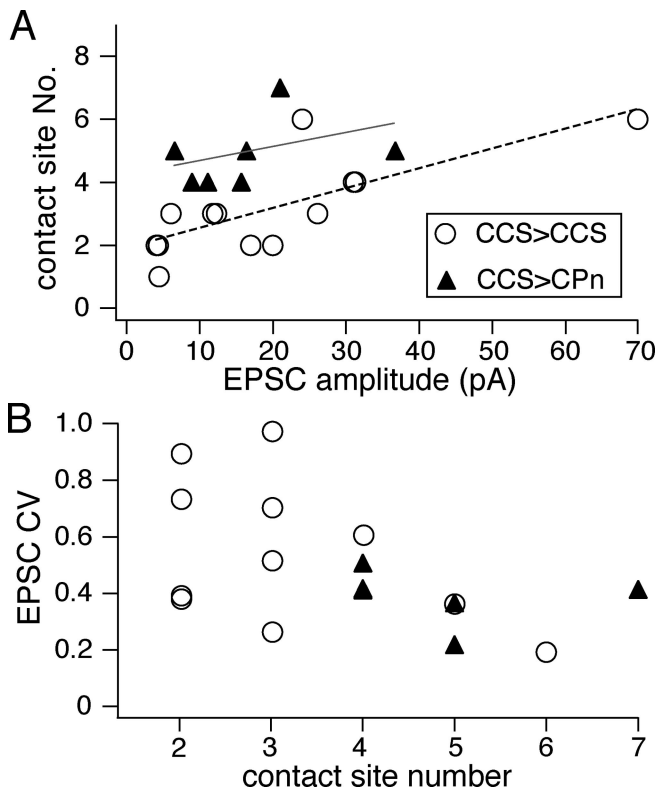 A
contact site No.
8
6
4
2
0
CCS>CCS
CCS>CPn
0 10 20 30 40 50 60 70
EPSC amplitude (pA)
B
EPSC CV
1.0
0.8
0.6
0.4
0.2
0
2 3 4 5 6 7
contact site number